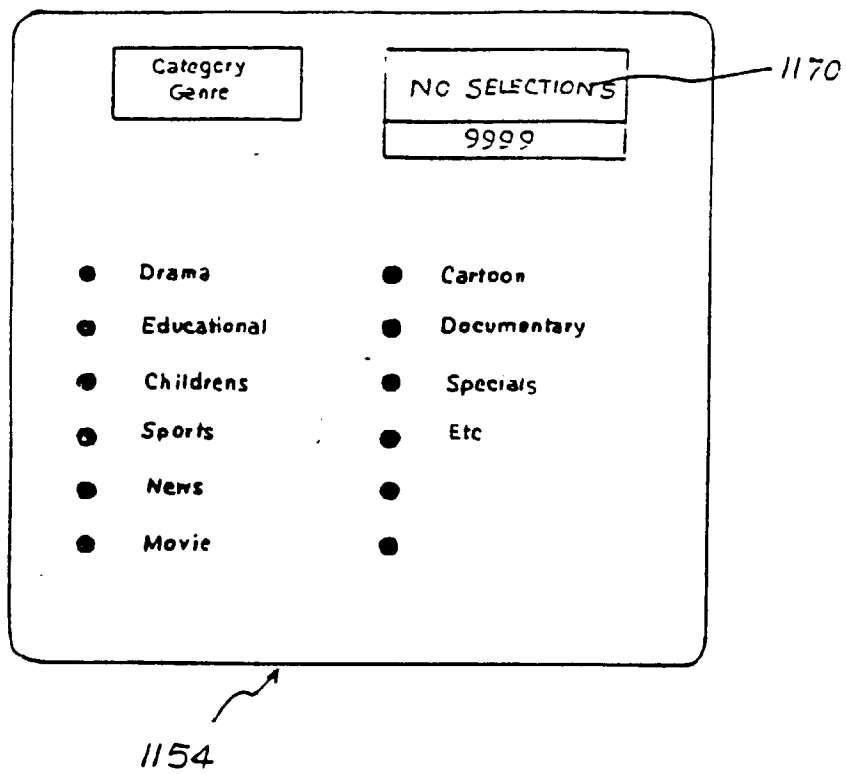 Category
Genre
NO SELECTIONS
1170
9999
Drama
Educational
Childrens
Sports
News
Movie
Cartoon
Documentary
Specials
Etc
1154